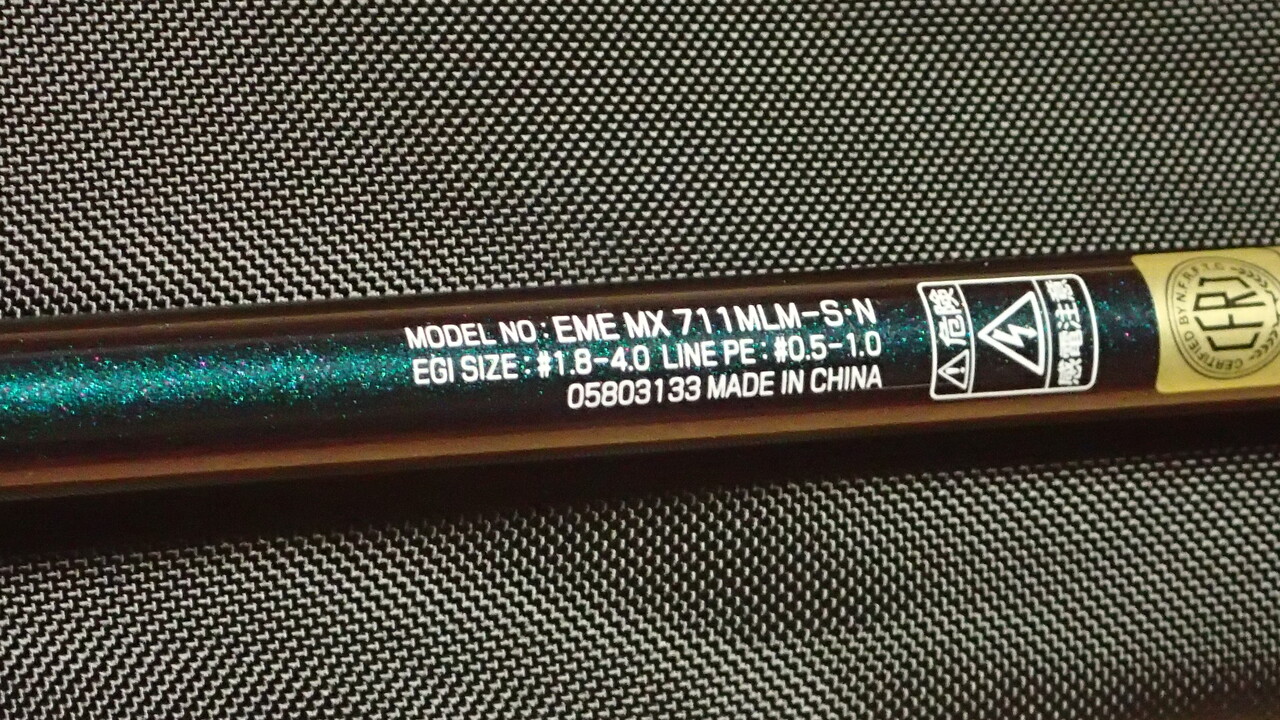 MODEL NO : EME MX 711MLM-S・N
EGI SIZE : #1.8-4.0 LINE PE : #0.5-1.0
05803133 MADE IN CHINA
危険
感電注意
CERTIFIED BY N.F.R.F.T.C